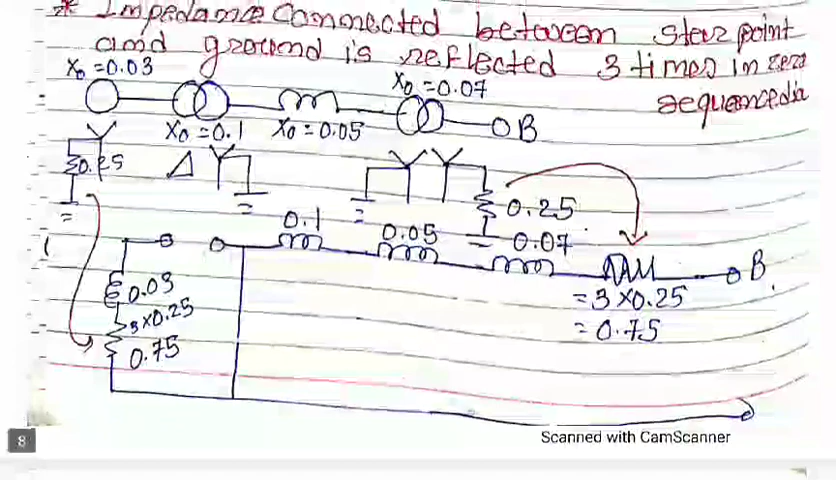 * Impedance Connected between star point
and ground is reflected 3 times in zero
sequence dia
X₀ = 0.03
X₀ = 0.07
X₀ = 0.1 X₀ = 0.05 B
0.25
0.25
0.1 0.05 0.07 B
= 3 × 0.25
= 0.75
0.03
3×0.25
0.75
8
Scanned with CamScanner